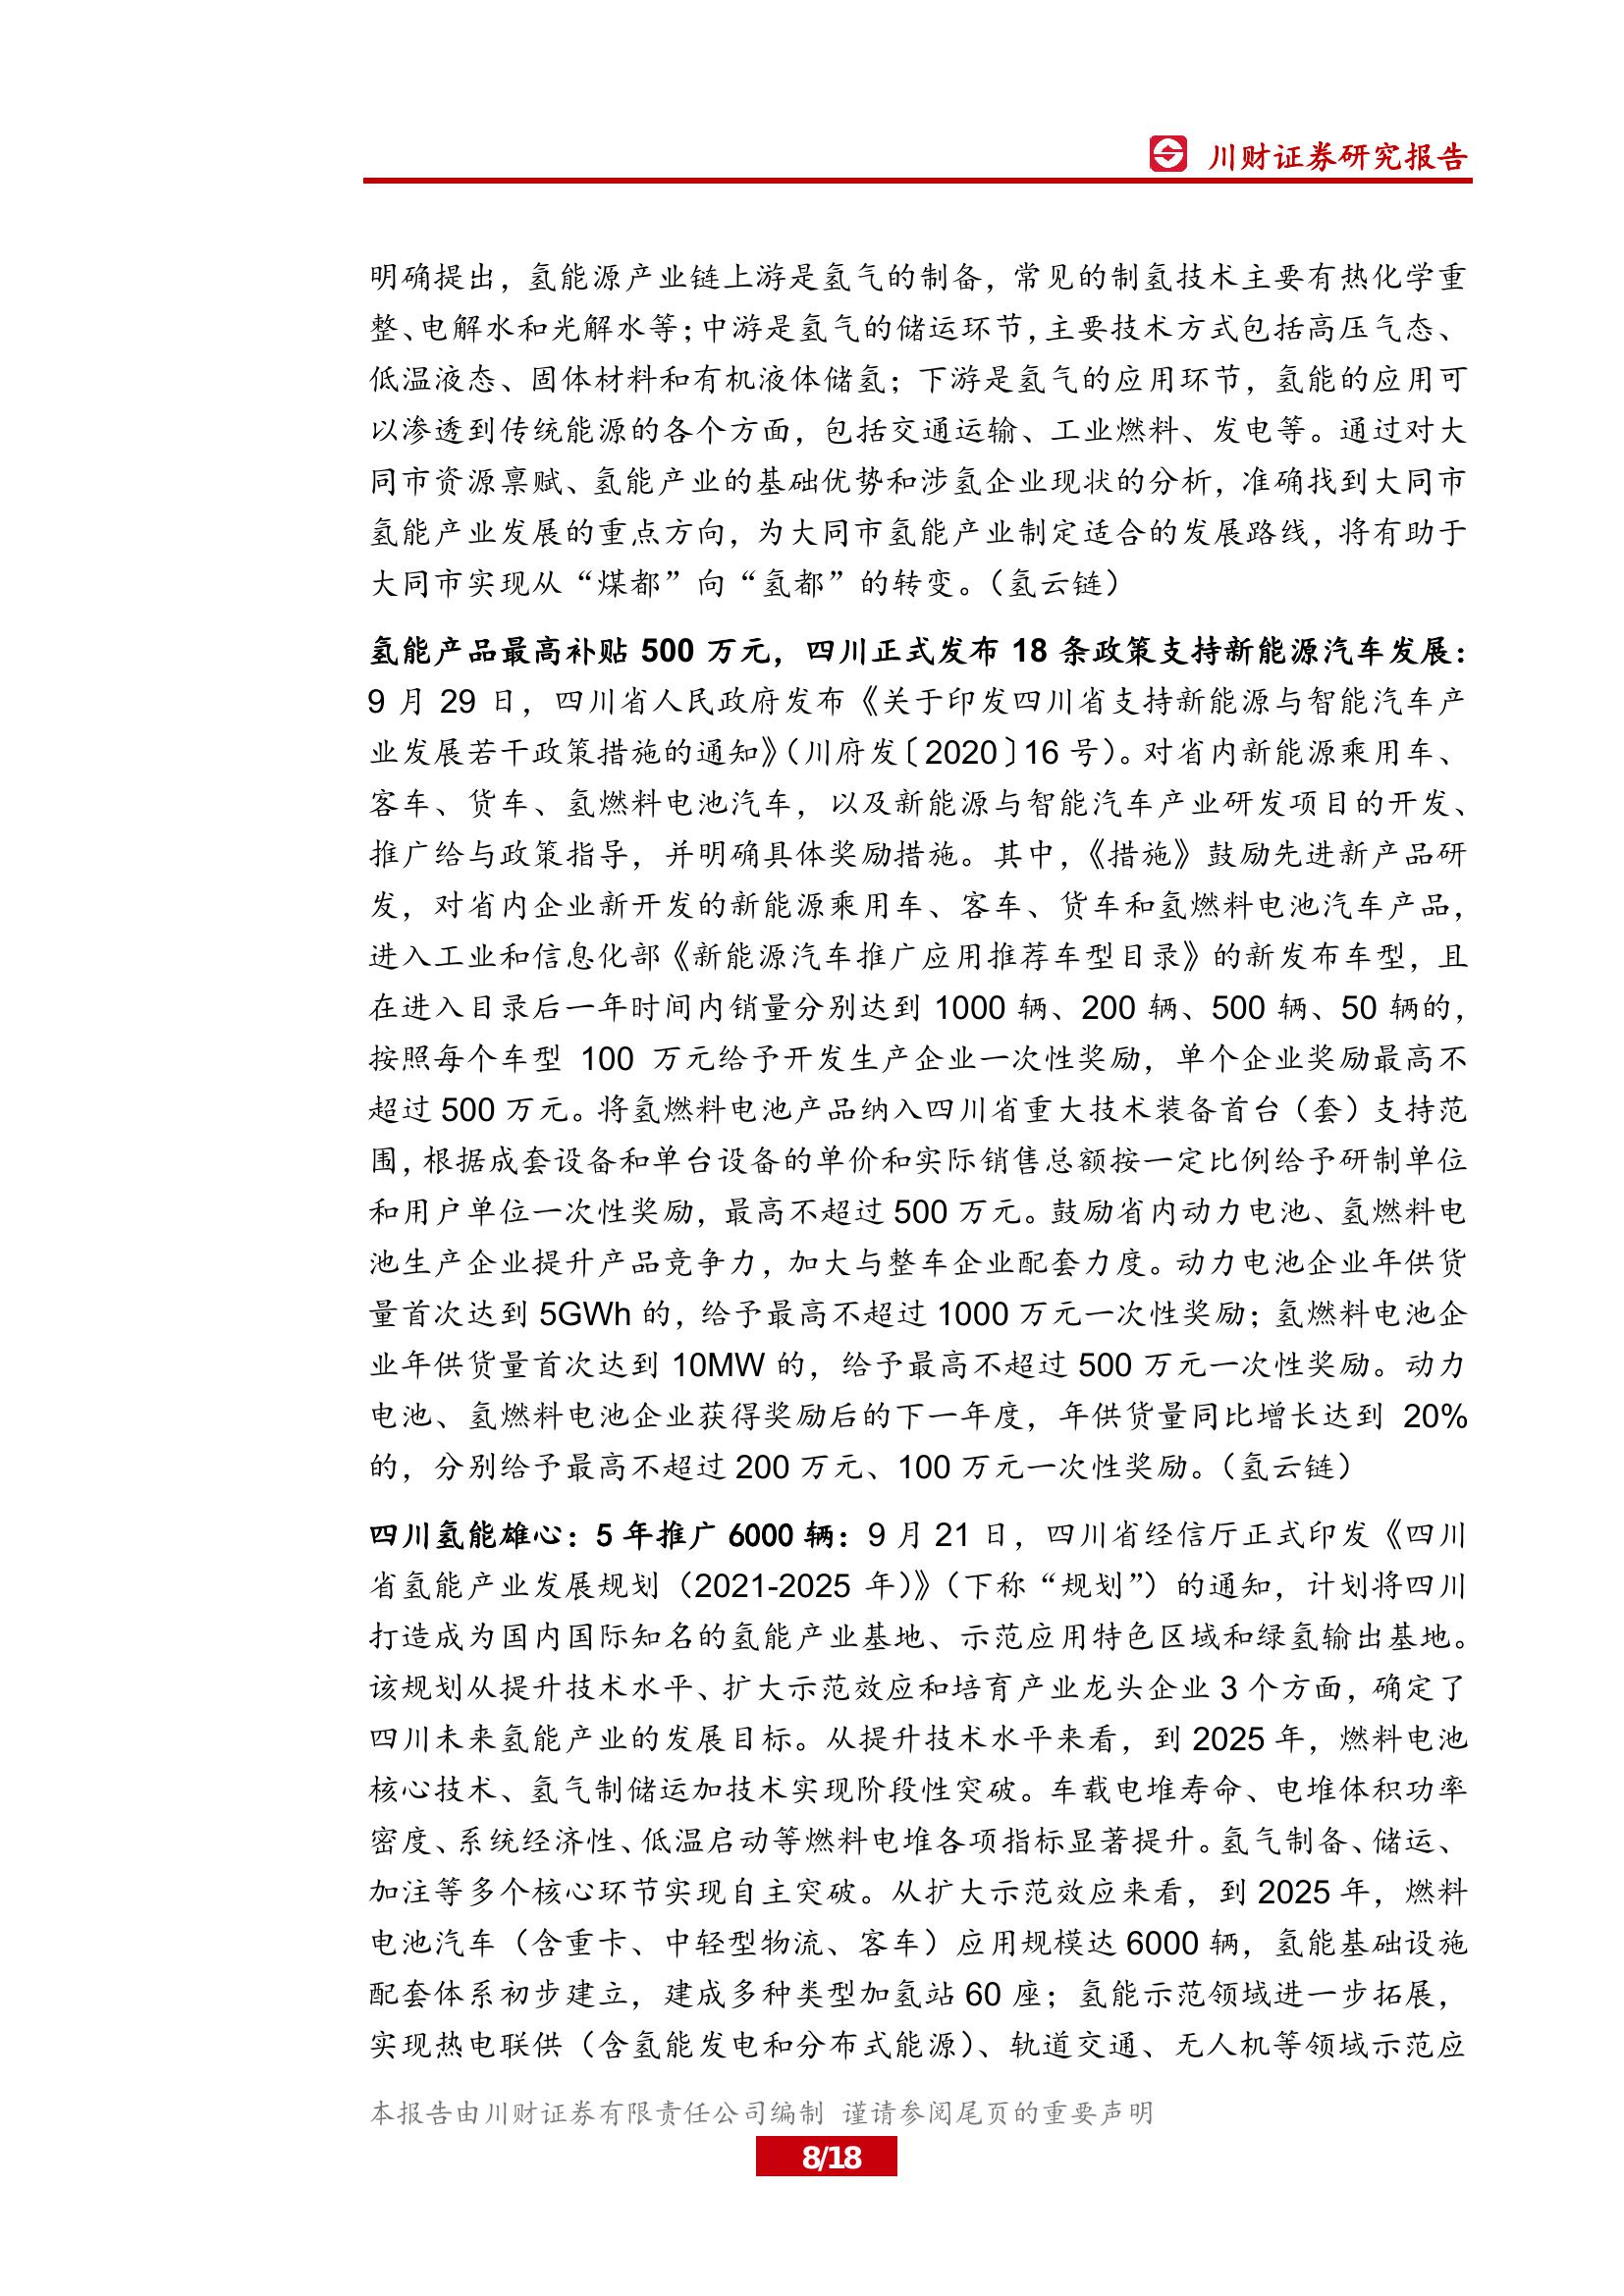 川财证券研究报告
明确提出，氢能源产业链上游是氢气的制备，常见的制氢技术主要有热化学重
整、电解水和光解水等；中游是氢气的储运环节，主要技术方式包括高压气态、
低温液态、固体材料和有机液体储氢；下游是氢气的应用环节，氢能的应用可
以渗透到传统能源的各个方面，包括交通运输、工业燃料、发电等。通过对大
同市资源禀赋、氢能产业的基础优势和涉氢企业现状的分析，准确找到大同市
氢能产业发展的重点方向，为大同市氢能产业制定适合的发展路线，将有助于
大同市实现从“煤都”向“氢都”的转变。（氢云链）
氢能产品最高补贴 500 万元，四川正式发布 18 条政策支持新能源汽车发展：
9 月 29 日，四川省人民政府发布《关于印发四川省支持新能源与智能汽车产
业发展若干政策措施的通知》（川府发〔2020〕16 号）。对省内新能源乘用车、
客车、货车、氢燃料电池汽车，以及新能源与智能汽车产业研发项目的开发、
推广给与政策指导，并明确具体奖励措施。其中，《措施》鼓励先进新产品研
发，对省内企业新开发的新能源乘用车、客车、货车和氢燃料电池汽车产品，
进入工业和信息化部《新能源汽车推广应用推荐车型目录》的新发布车型，且
在进入目录后一年时间内销量分别达到 1000 辆、200 辆、500 辆、50 辆的，
按照每个车型 100 万元给予开发生产企业一次性奖励，单个企业奖励最高不
超过 500 万元。将氢燃料电池产品纳入四川省重大技术装备首台（套）支持范
围，根据成套设备和单台设备的单价和实际销售总额按一定比例给予研制单位
和用户单位一次性奖励，最高不超过 500 万元。鼓励省内动力电池、氢燃料电
池生产企业提升产品竞争力，加大与整车企业配套力度。动力电池企业年供货
量首次达到 5GWh 的，给予最高不超过 1000 万元一次性奖励；氢燃料电池企
业年供货量首次达到 10MW 的，给予最高不超过 500 万元一次性奖励。动力
电池、氢燃料电池企业获得奖励后的下一年度，年供货量同比增长达到 20%
的，分别给予最高不超过 200 万元、100 万元一次性奖励。（氢云链）
四川氢能雄心：5 年推广 6000 辆：9 月 21 日，四川省经信厅正式印发《四川
省氢能产业发展规划（2021-2025 年）》（下称“规划”）的通知，计划将四川
打造成为国内国际知名的氢能产业基地、示范应用特色区域和绿氢输出基地。
该规划从提升技术水平、扩大示范效应和培育产业龙头企业 3 个方面，确定了
四川未来氢能产业的发展目标。从提升技术水平来看，到 2025 年，燃料电池
核心技术、氢气制储运加技术实现阶段性突破。车载电堆寿命、电堆体积功率
密度、系统经济性、低温启动等燃料电堆各项指标显著提升。氢气制备、储运、
加注等多个核心环节实现自主突破。从扩大示范效应来看，到 2025 年，燃料
电池汽车（含重卡、中轻型物流、客车）应用规模达 6000 辆，氢能基础设施
配套体系初步建立，建成多种类型加氢站 60 座；氢能示范领域进一步拓展，
实现热电联供（含氢能发电和分布式能源）、轨道交通、无人机等领域示范应
本报告由川财证券有限责任公司编制 谨请参阅尾页的重要声明
8/18